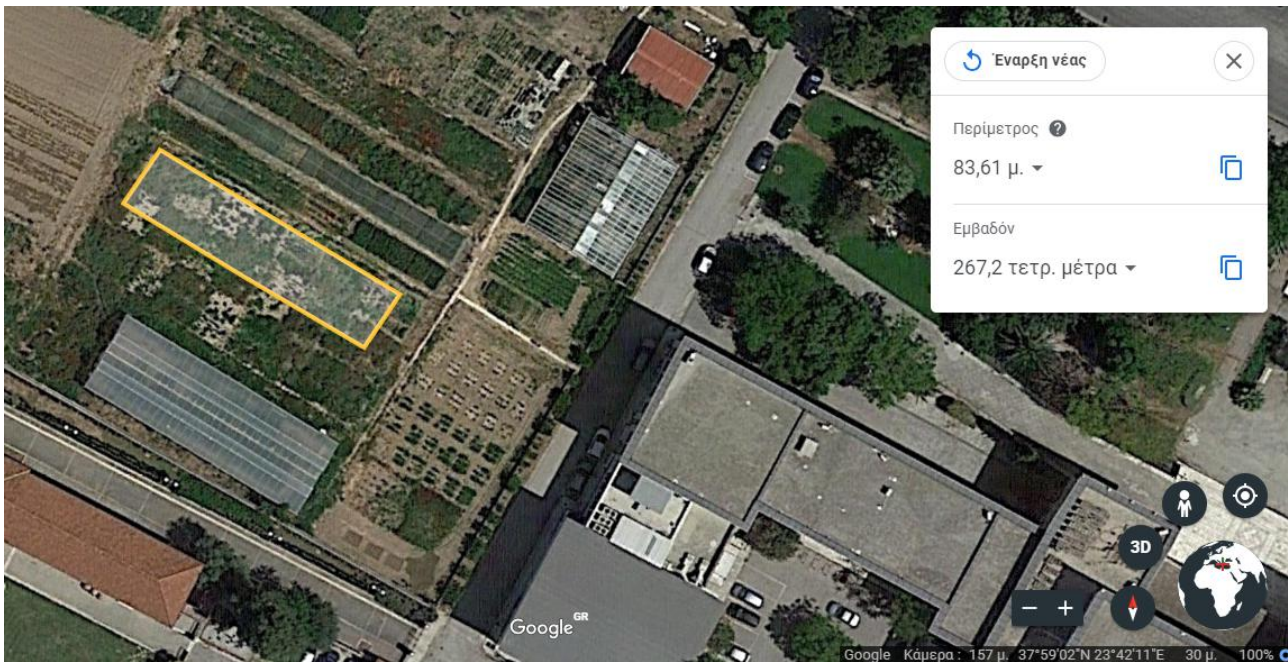 Έναρξη νέας
Περίμετρος
83,61 μ.
Εμβαδόν
267,2 τετρ. μέτρα
3D
Google GR
Google Κάμερα : 157 μ. 37°59'02"N 23°42'11"E 30 μ. 100%